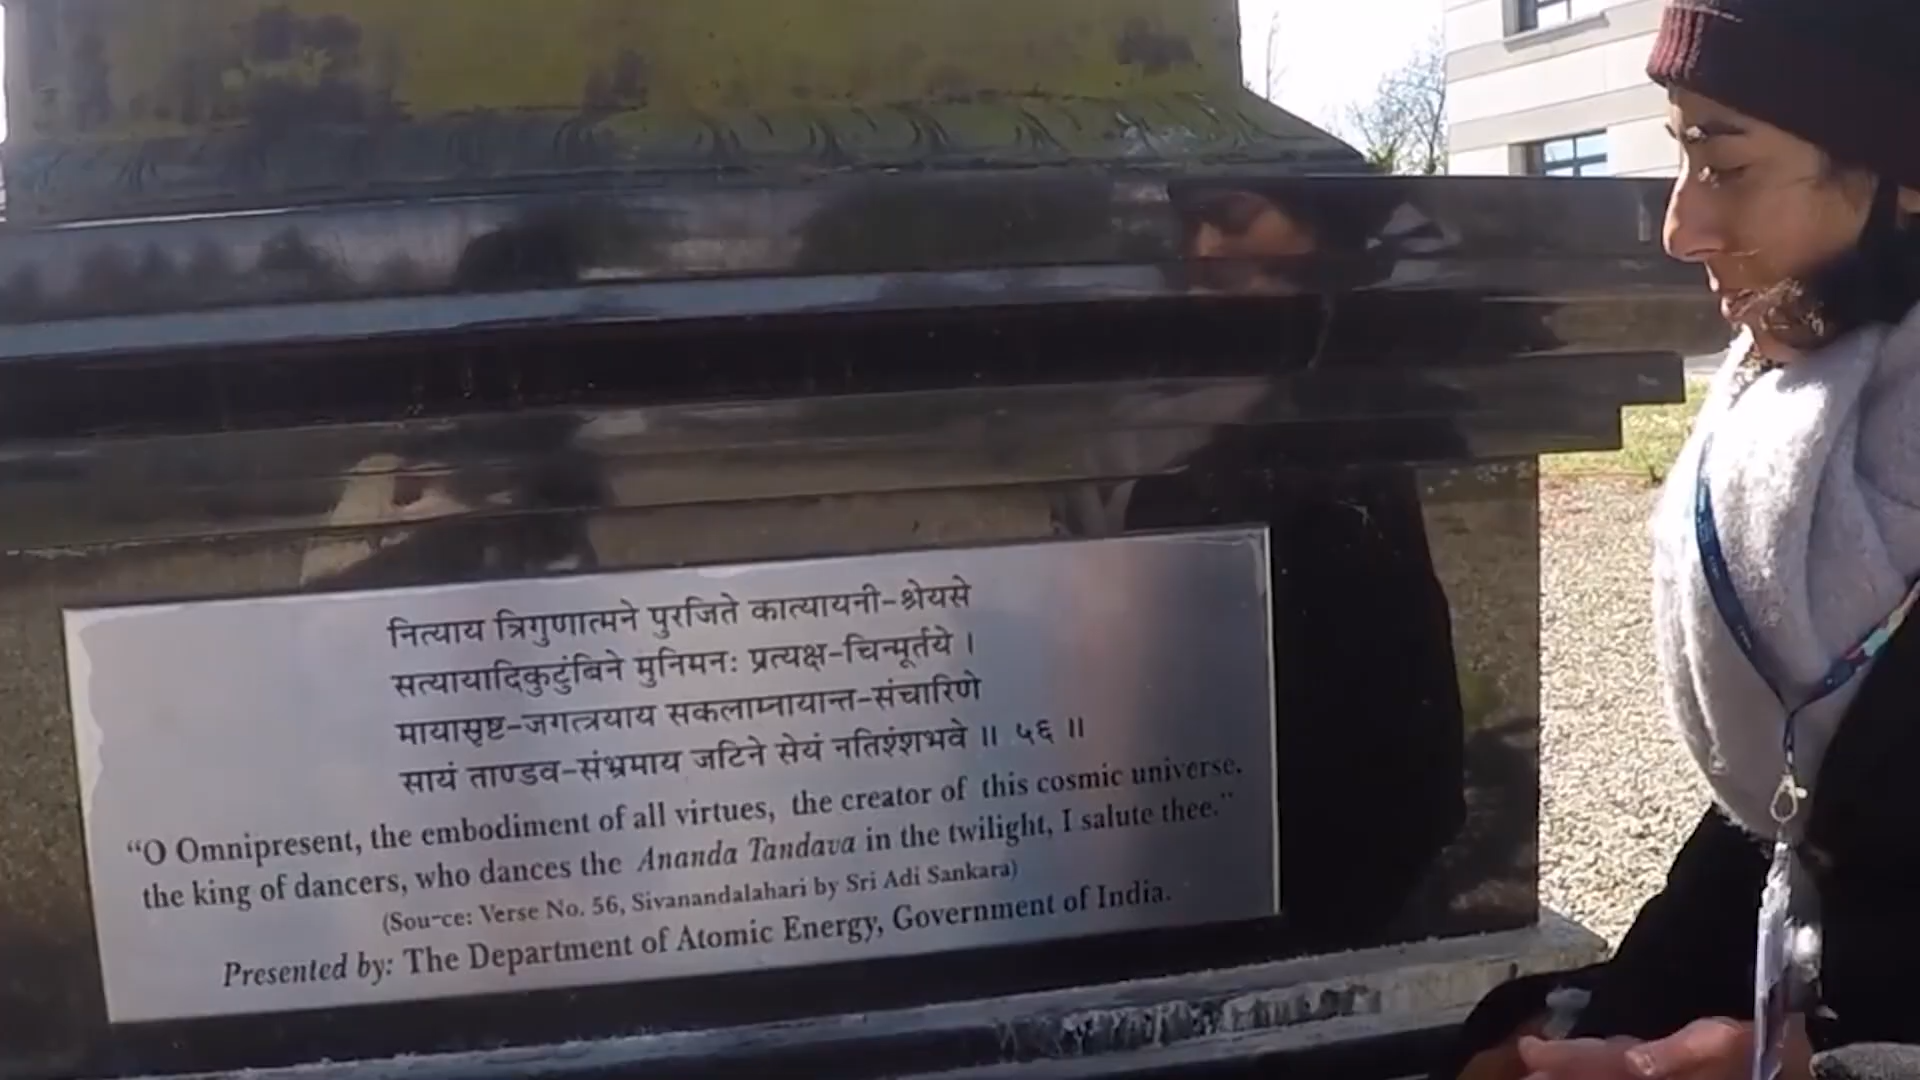 नित्याय त्रिगुणात्मने पुरजिते कात्यायनी-श्रेयसे
सत्यायादिकुटुंबिने मुनिमनः प्रत्यक्ष-चिन्मूर्तये ।
मायासृष्ट-जगत्त्रयाय सकलाम्नायान्त-संचारिणे
सायं ताण्डव-संभ्रमाय जटिने सेयं नतिश्शंभवे ॥ ५६ ॥
“O Omnipresent, the embodiment of all virtues, the creator of this cosmic universe,
the king of dancers, who dances the Ananda Tandava in the twilight, I salute thee.”
(Source: Verse No. 56, Sivanandalahari by Sri Adi Sankara)
Presented by: The Department of Atomic Energy, Government of India.